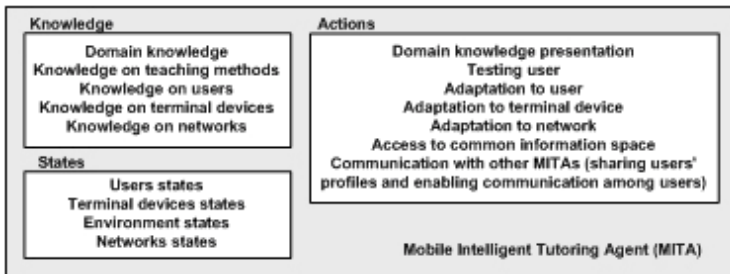 Knowledge
Domain knowledge
Knowledge on teaching methods
Knowledge on users
Knowledge on terminal devices
Knowledge on networks
States
Users states
Terminal devices states
Environment states
Networks states
Actions
Domain knowledge presentation
Testing user
Adaptation to user
Adaptation to terminal device
Adaptation to network
Access to common information space
Communication with other MITAs (sharing users'
profiles and enabling communication among users)
Mobile Intelligent Tutoring Agent (MITA)